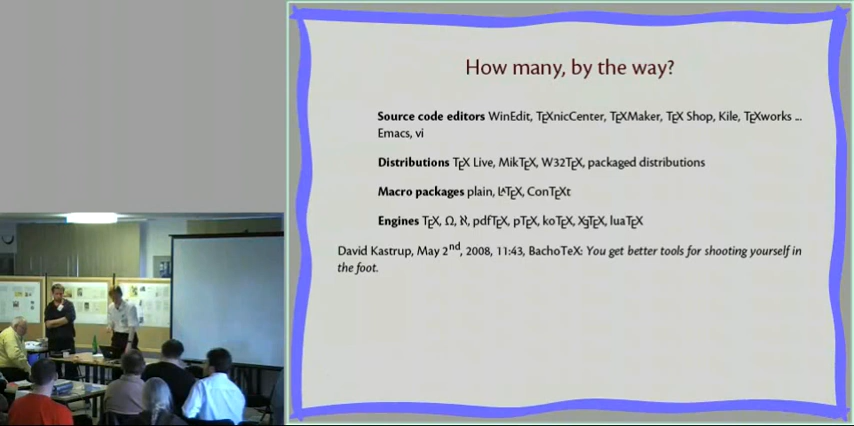 How many, by the way?
Source code editors WinEdit, TEXnicCenter, TEXMaker, TEX Shop, Kile, TEXworks ...
Emacs, vi
Distributions TEX Live, MikTEX, W32TEX, packaged distributions
Macro packages plain, LATEX, ConTEXt
Engines TEX, Ω, ℵ, pdfTEX, pTEX, koTEX, XƎTEX, luaTEX
David Kastrup, May 2nd, 2008, 11:43, BachoTEX: You get better tools for shooting yourself in
the foot.